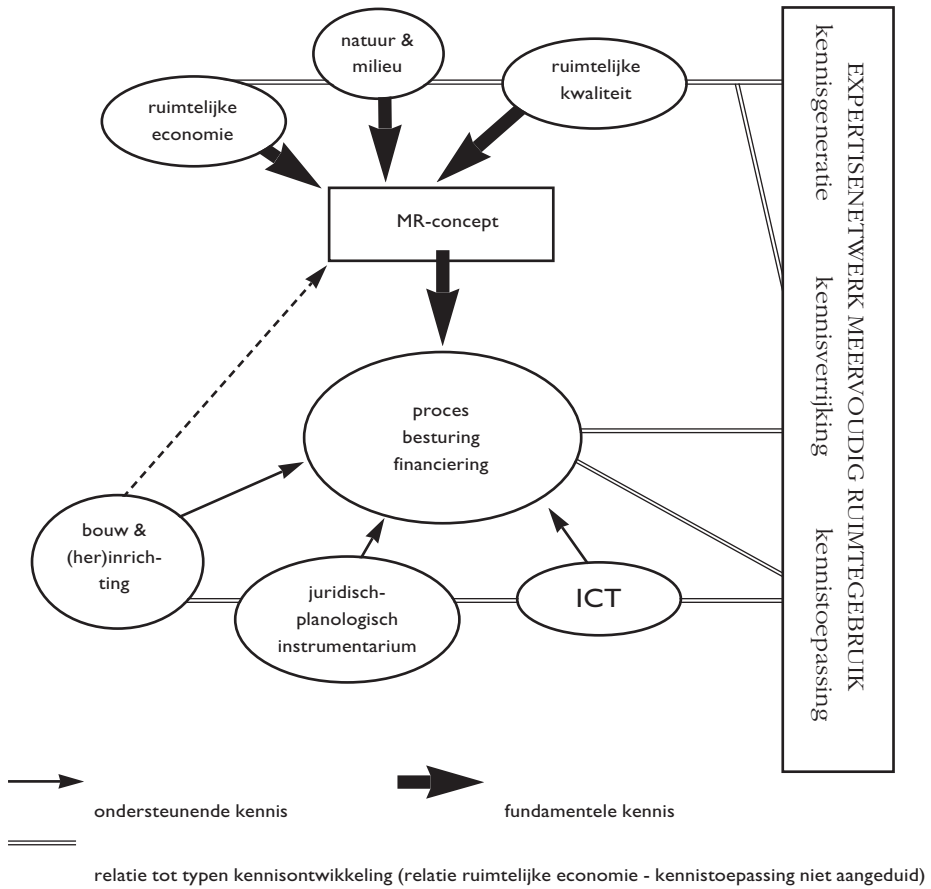 natuur &
milieu
ruimtelijke
kwaliteit
ruimtelijke
economie
MR-concept
proces
besturing
financiering
bouw &
(her)inrich-
ting
juridisch-
planologisch
instrumentarium
ICT
EXPERTISENETWERK MEERVOUDIG RUIMTEGEBRUIK
kennisgeneratie kennisverrijking kennistoepassing
ondersteunende kennis
fundamentele kennis
relatie tot typen kennisontwikkeling (relatie ruimtelijke economie - kennistoepassing niet aangeduid)